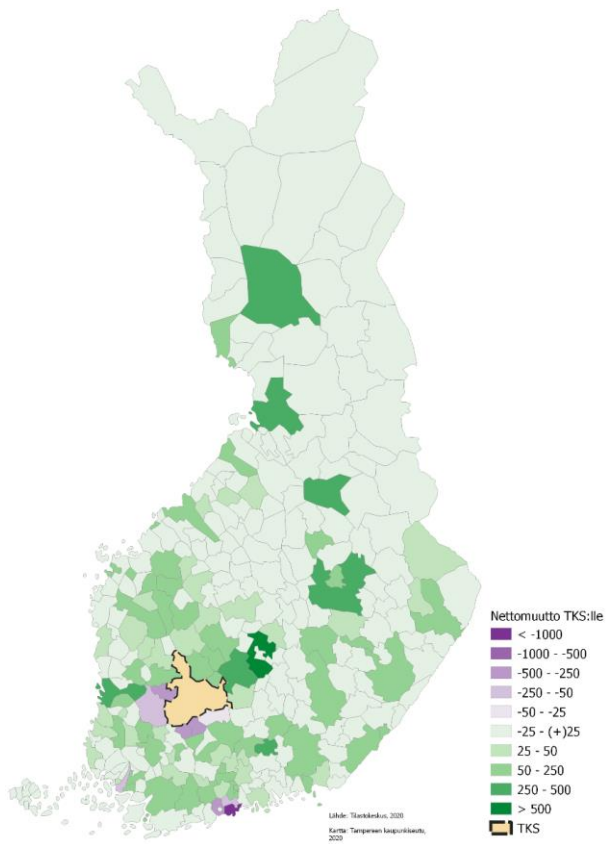 Nettomuutto TKS:lle
< -1000
-1000 - -500
-500 - -250
-250 - -50
-50 - -25
-25 - (+)25
25 - 50
50 - 250
250 - 500
> 500
TKS
Lähde: Tilastokeskus, 2020
Kartta: Tampereen kaupunkiseutu,
2020